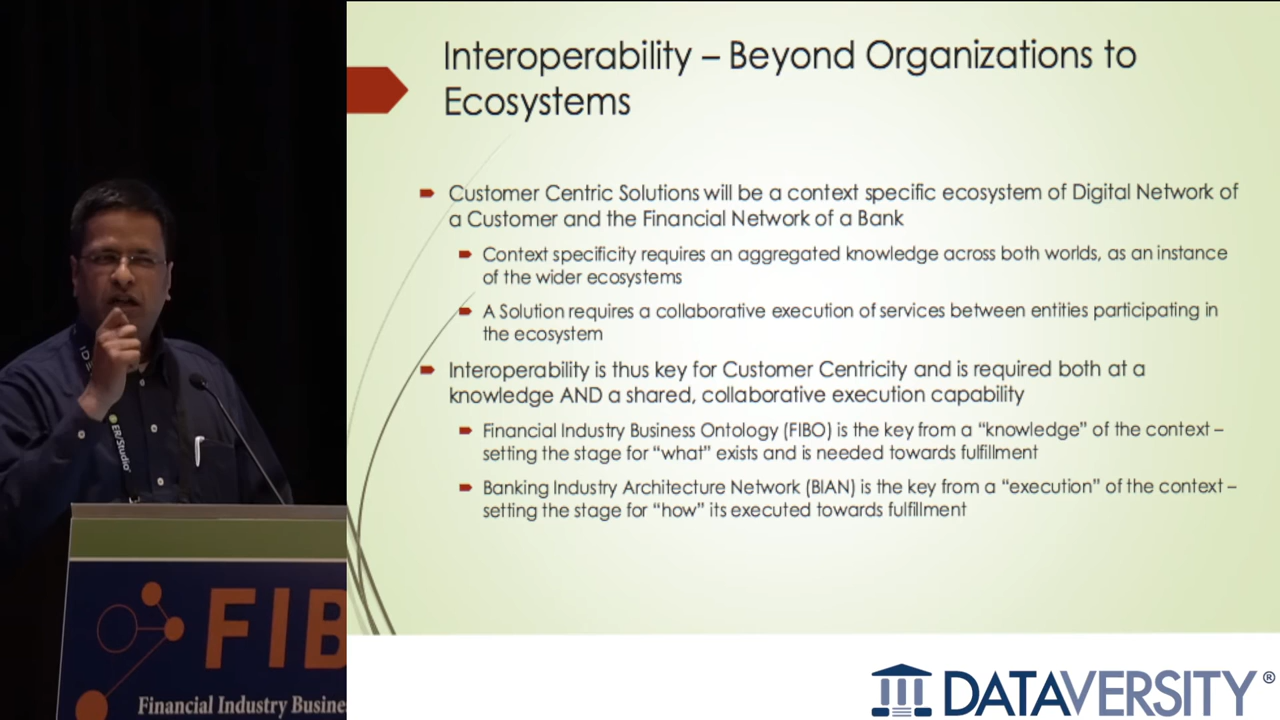 Interoperability – Beyond Organizations to
Ecosystems
Customer Centric Solutions will be a context specific ecosystem of Digital Network of
a Customer and the Financial Network of a Bank
Context specificity requires an aggregated knowledge across both worlds, as an instance
of the wider ecosystems
A Solution requires a collaborative execution of services between entities participating in
the ecosystem
Interoperability is thus key for Customer Centricity and is required both at a
knowledge AND a shared, collaborative execution capability
Financial Industry Business Ontology (FIBO) is the key from a “knowledge” of the context –
setting the stage for “what” exists and is needed towards fulfillment
Banking Industry Architecture Network (BIAN) is the key from a “execution” of the context –
setting the stage for “how” its executed towards fulfillment
ER/Studio
FIB
Financial Industry Busine
DATAVERSITY®